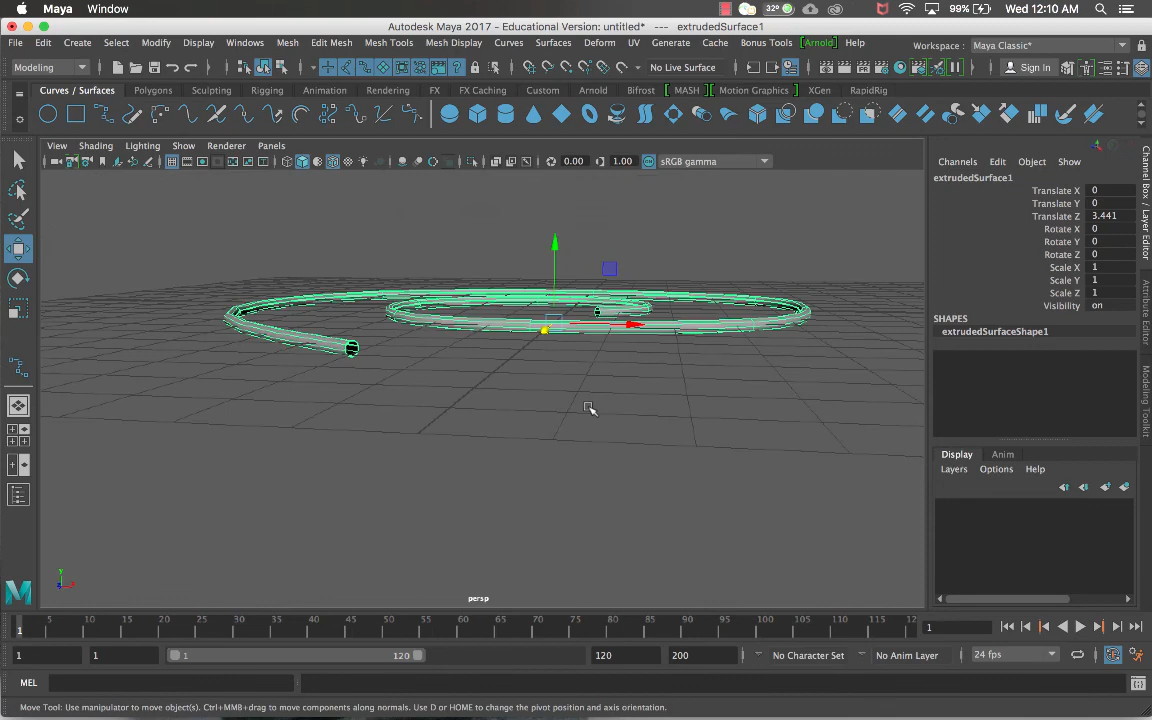 Maya Window 32° 99% Wed 12:10 AM
Autodesk Maya 2017 - Educational Version: untitled* --- extrudedSurface1
File Edit Create Select Modify Display Windows Mesh Edit Mesh Mesh Tools Mesh Display Curves Surfaces Deform UV Generate Cache Bonus Tools Arnold Help Workspace : Maya Classic*
Modeling No Live Surface Sign In
Curves / Surfaces Polygons Sculpting Rigging Animation Rendering FX FX Caching Custom Arnold Bifrost MASH Motion Graphics XGen RapidRig
View Shading Lighting Show Renderer Panels
0.00 1.00 sRGB gamma
Channels Edit Object Show
extrudedSurface1
Translate X 0
Translate Y 0
Translate Z 3.441
Rotate X 0
Rotate Y 0
Rotate Z 0
Scale X 1
Scale Y 1
Scale Z 1
Visibility on
SHAPES
extrudedSurfaceShape1
Channel Box / Layer Editor
Attribute Editor
Modeling Toolkit
Display Anim
Layers Options Help
persp
y
z x
1 5 10 15 20 25 30 35 40 45 50 55 60 65 70 75 80 85 90 95 100 105 110 115 12 1
1 1 1 120 120 200 No Character Set No Anim Layer 24 fps
MEL
Move Tool: Use manipulator to move object(s). Ctrl+MMB+drag to move components along normals. Use D or HOME to change the pivot position and axis orientation.